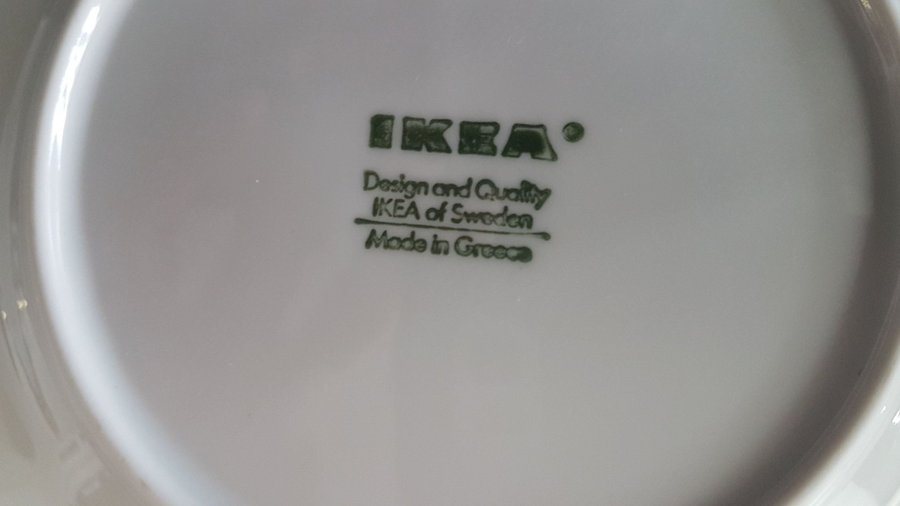 IKEA®
Design and Quality
IKEA of Sweden
Made in Greece